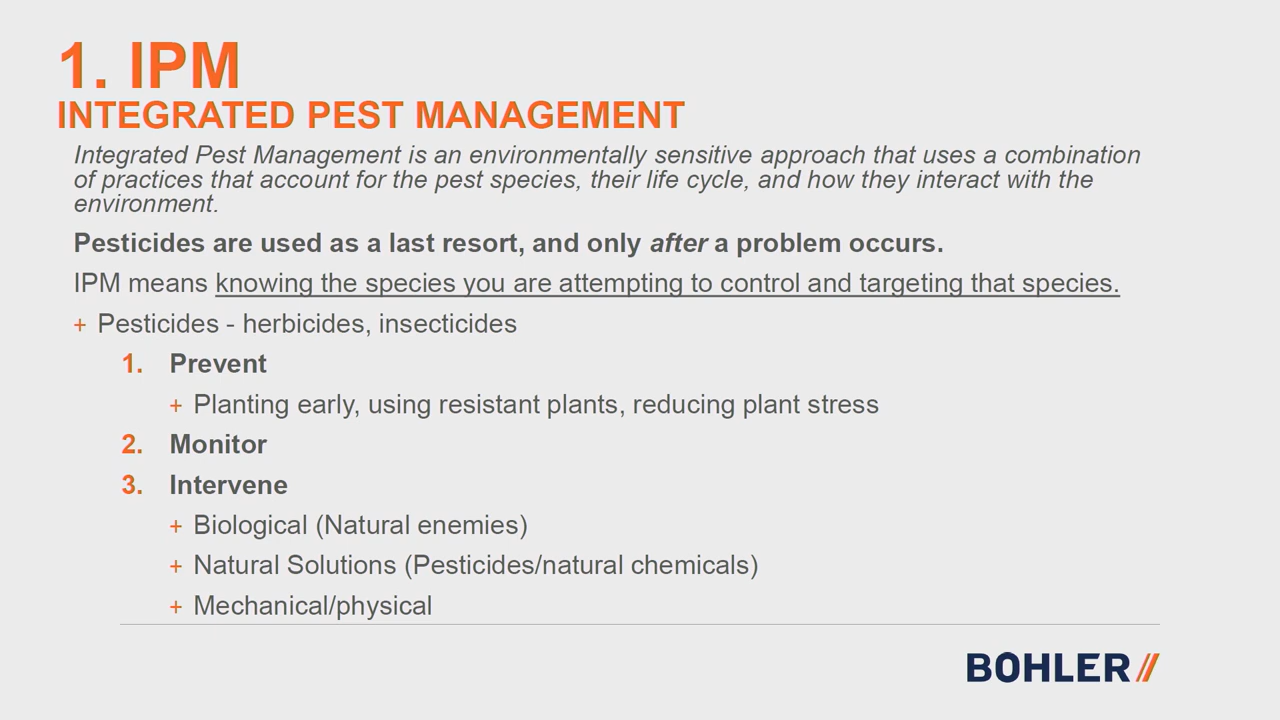 1. IPM
INTEGRATED PEST MANAGEMENT
Integrated Pest Management is an environmentally sensitive approach that uses a combination
of practices that account for the pest species, their life cycle, and how they interact with the
environment.
Pesticides are used as a last resort, and only after a problem occurs.
IPM means knowing the species you are attempting to control and targeting that species.
+ Pesticides - herbicides, insecticides
1. Prevent
+ Planting early, using resistant plants, reducing plant stress
2. Monitor
3. Intervene
+ Biological (Natural enemies)
+ Natural Solutions (Pesticides/natural chemicals)
+ Mechanical/physical
BOHLER//